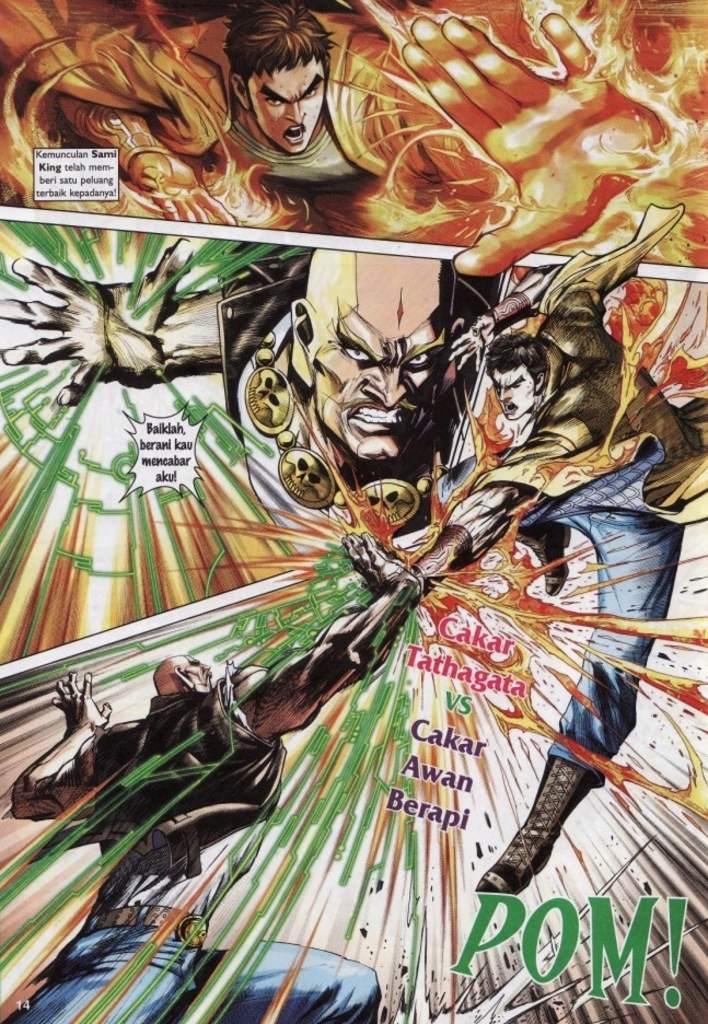 Kemunculan Sami
King telah mem-
beri satu peluang
terbaik kepadanya!
Baiklah,
berani kau
mencabar
aku!
Cakar
Tathagata
VS
Cakar
Awan
Berapi
POM!
14